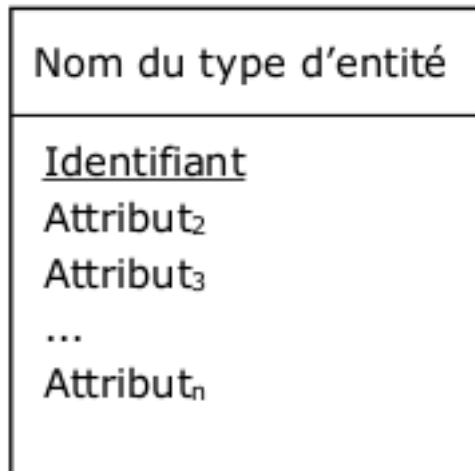 Nom du type d’entité
Identifiant
Attribut₂
Attribut₃
...
Attributₙ